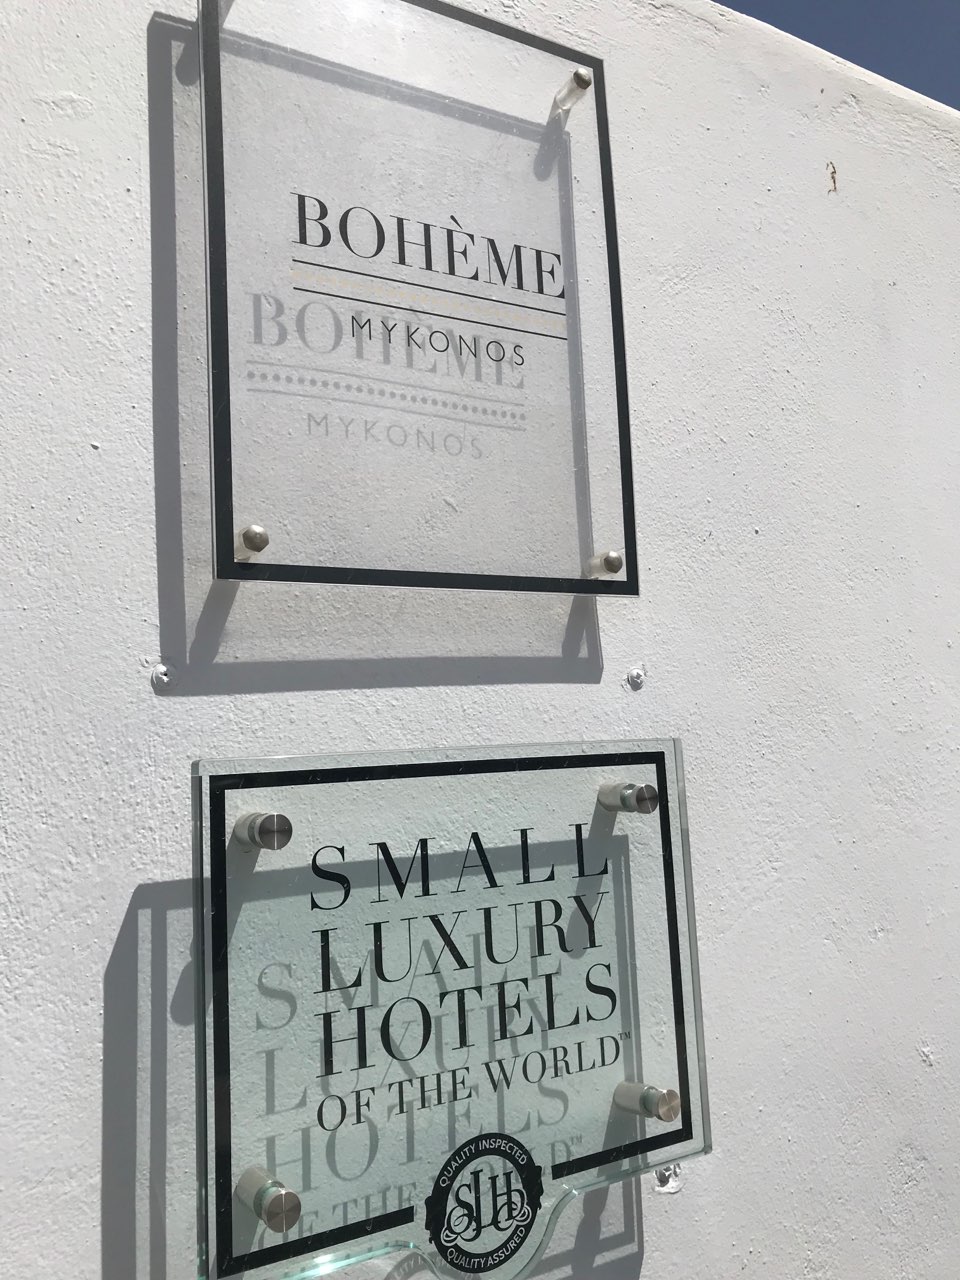 BOHÈME
MYKONOS
SMALL
LUXURY
HOTELS
OF THE WORLD™
QUALITY INSPECTED
SLH
QUALITY ASSURED